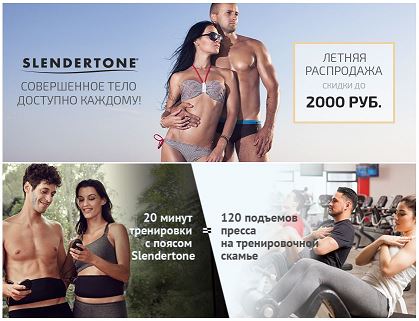 SLENDERTONE®
СОВЕРШЕННОЕ ТЕЛО
ДОСТУПНО КАЖДОМУ!
ЛЕТНЯЯ
РАСПРОДАЖА
СКИДКИ ДО
2000 РУБ.
20 минут
тренировки
с поясом
Slendertone
=
120 подъемов
пресса
на тренировочной
скамье